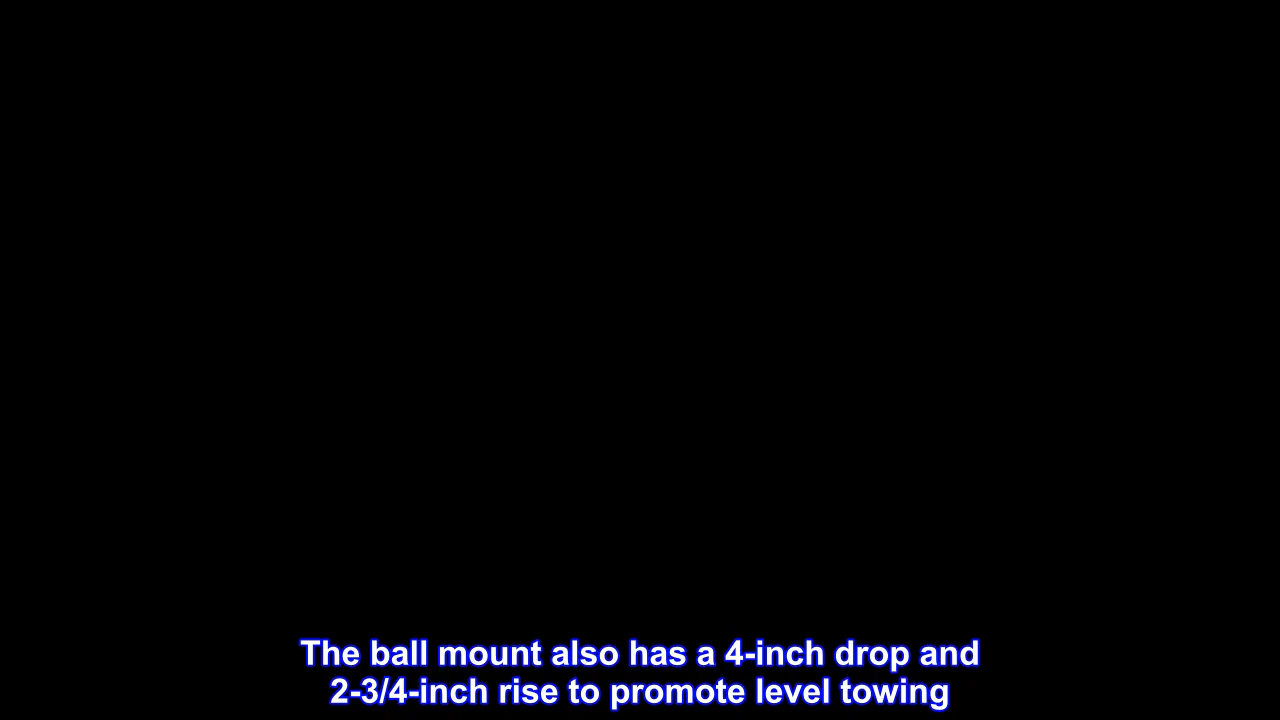 The ball mount also has a 4-inch drop and
2-3/4-inch rise to promote level towing